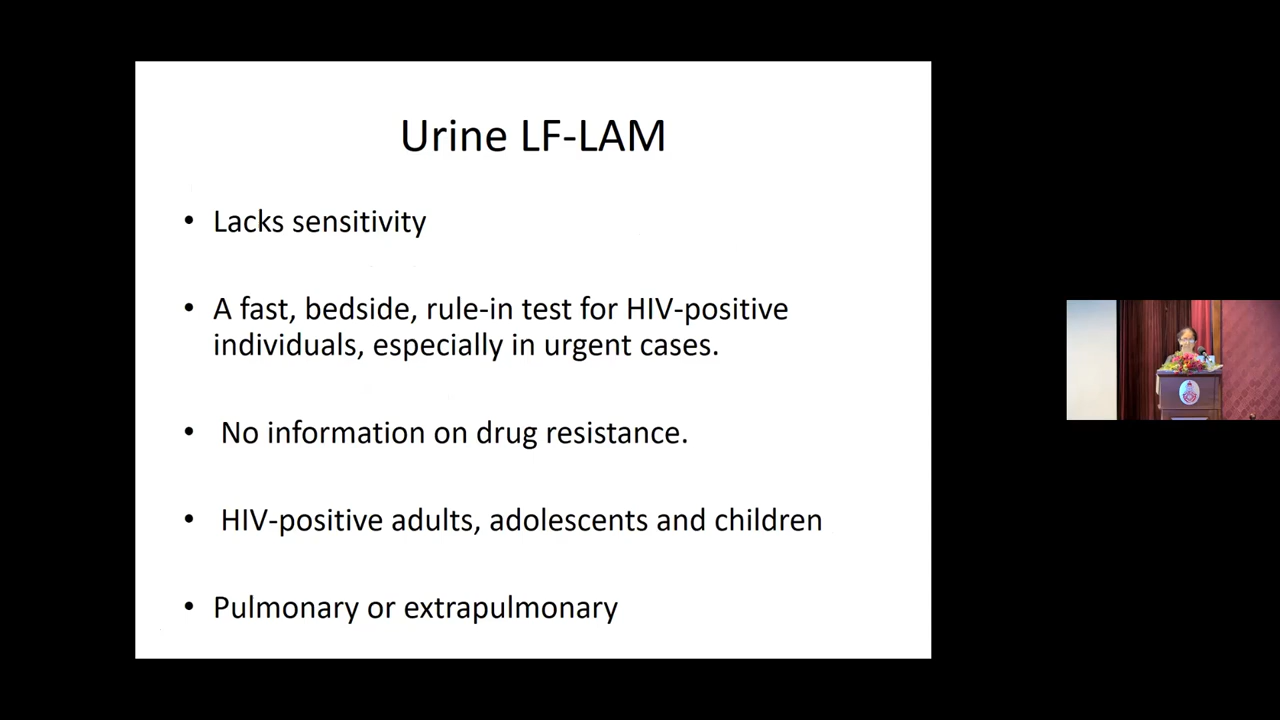 Urine LF-LAM
• Lacks sensitivity
• A fast, bedside, rule-in test for HIV-positive
individuals, especially in urgent cases.
• No information on drug resistance.
• HIV-positive adults, adolescents and children
• Pulmonary or extrapulmonary